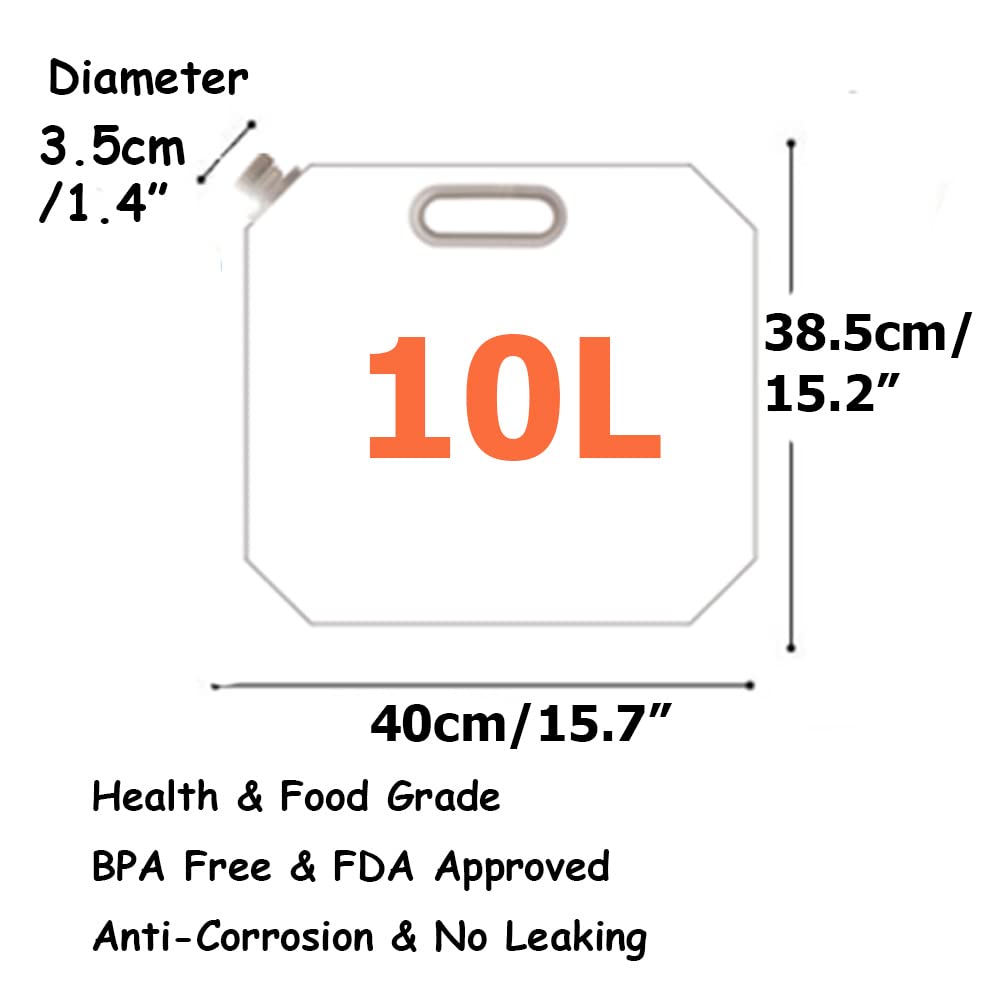 Diameter
3.5cm
/1.4”
10L
38.5cm/
15.2”
40cm/15.7”
Health & Food Grade
BPA Free & FDA Approved
Anti-Corrosion & No Leaking